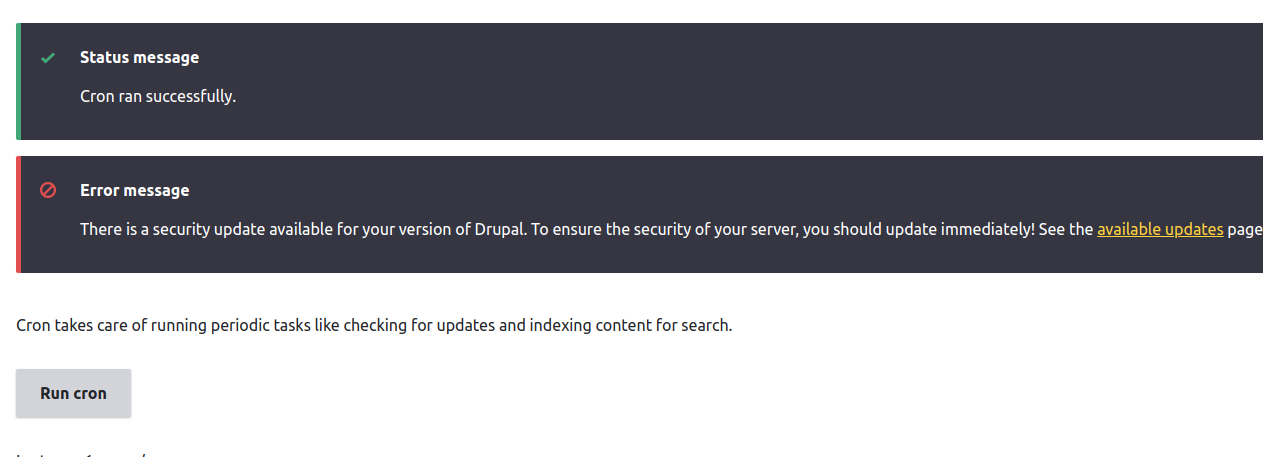 Status message
Cron ran successfully.
Error message
There is a security update available for your version of Drupal. To ensure the security of your server, you should update immediately! See the available updates page
Cron takes care of running periodic tasks like checking for updates and indexing content for search.
Run cron